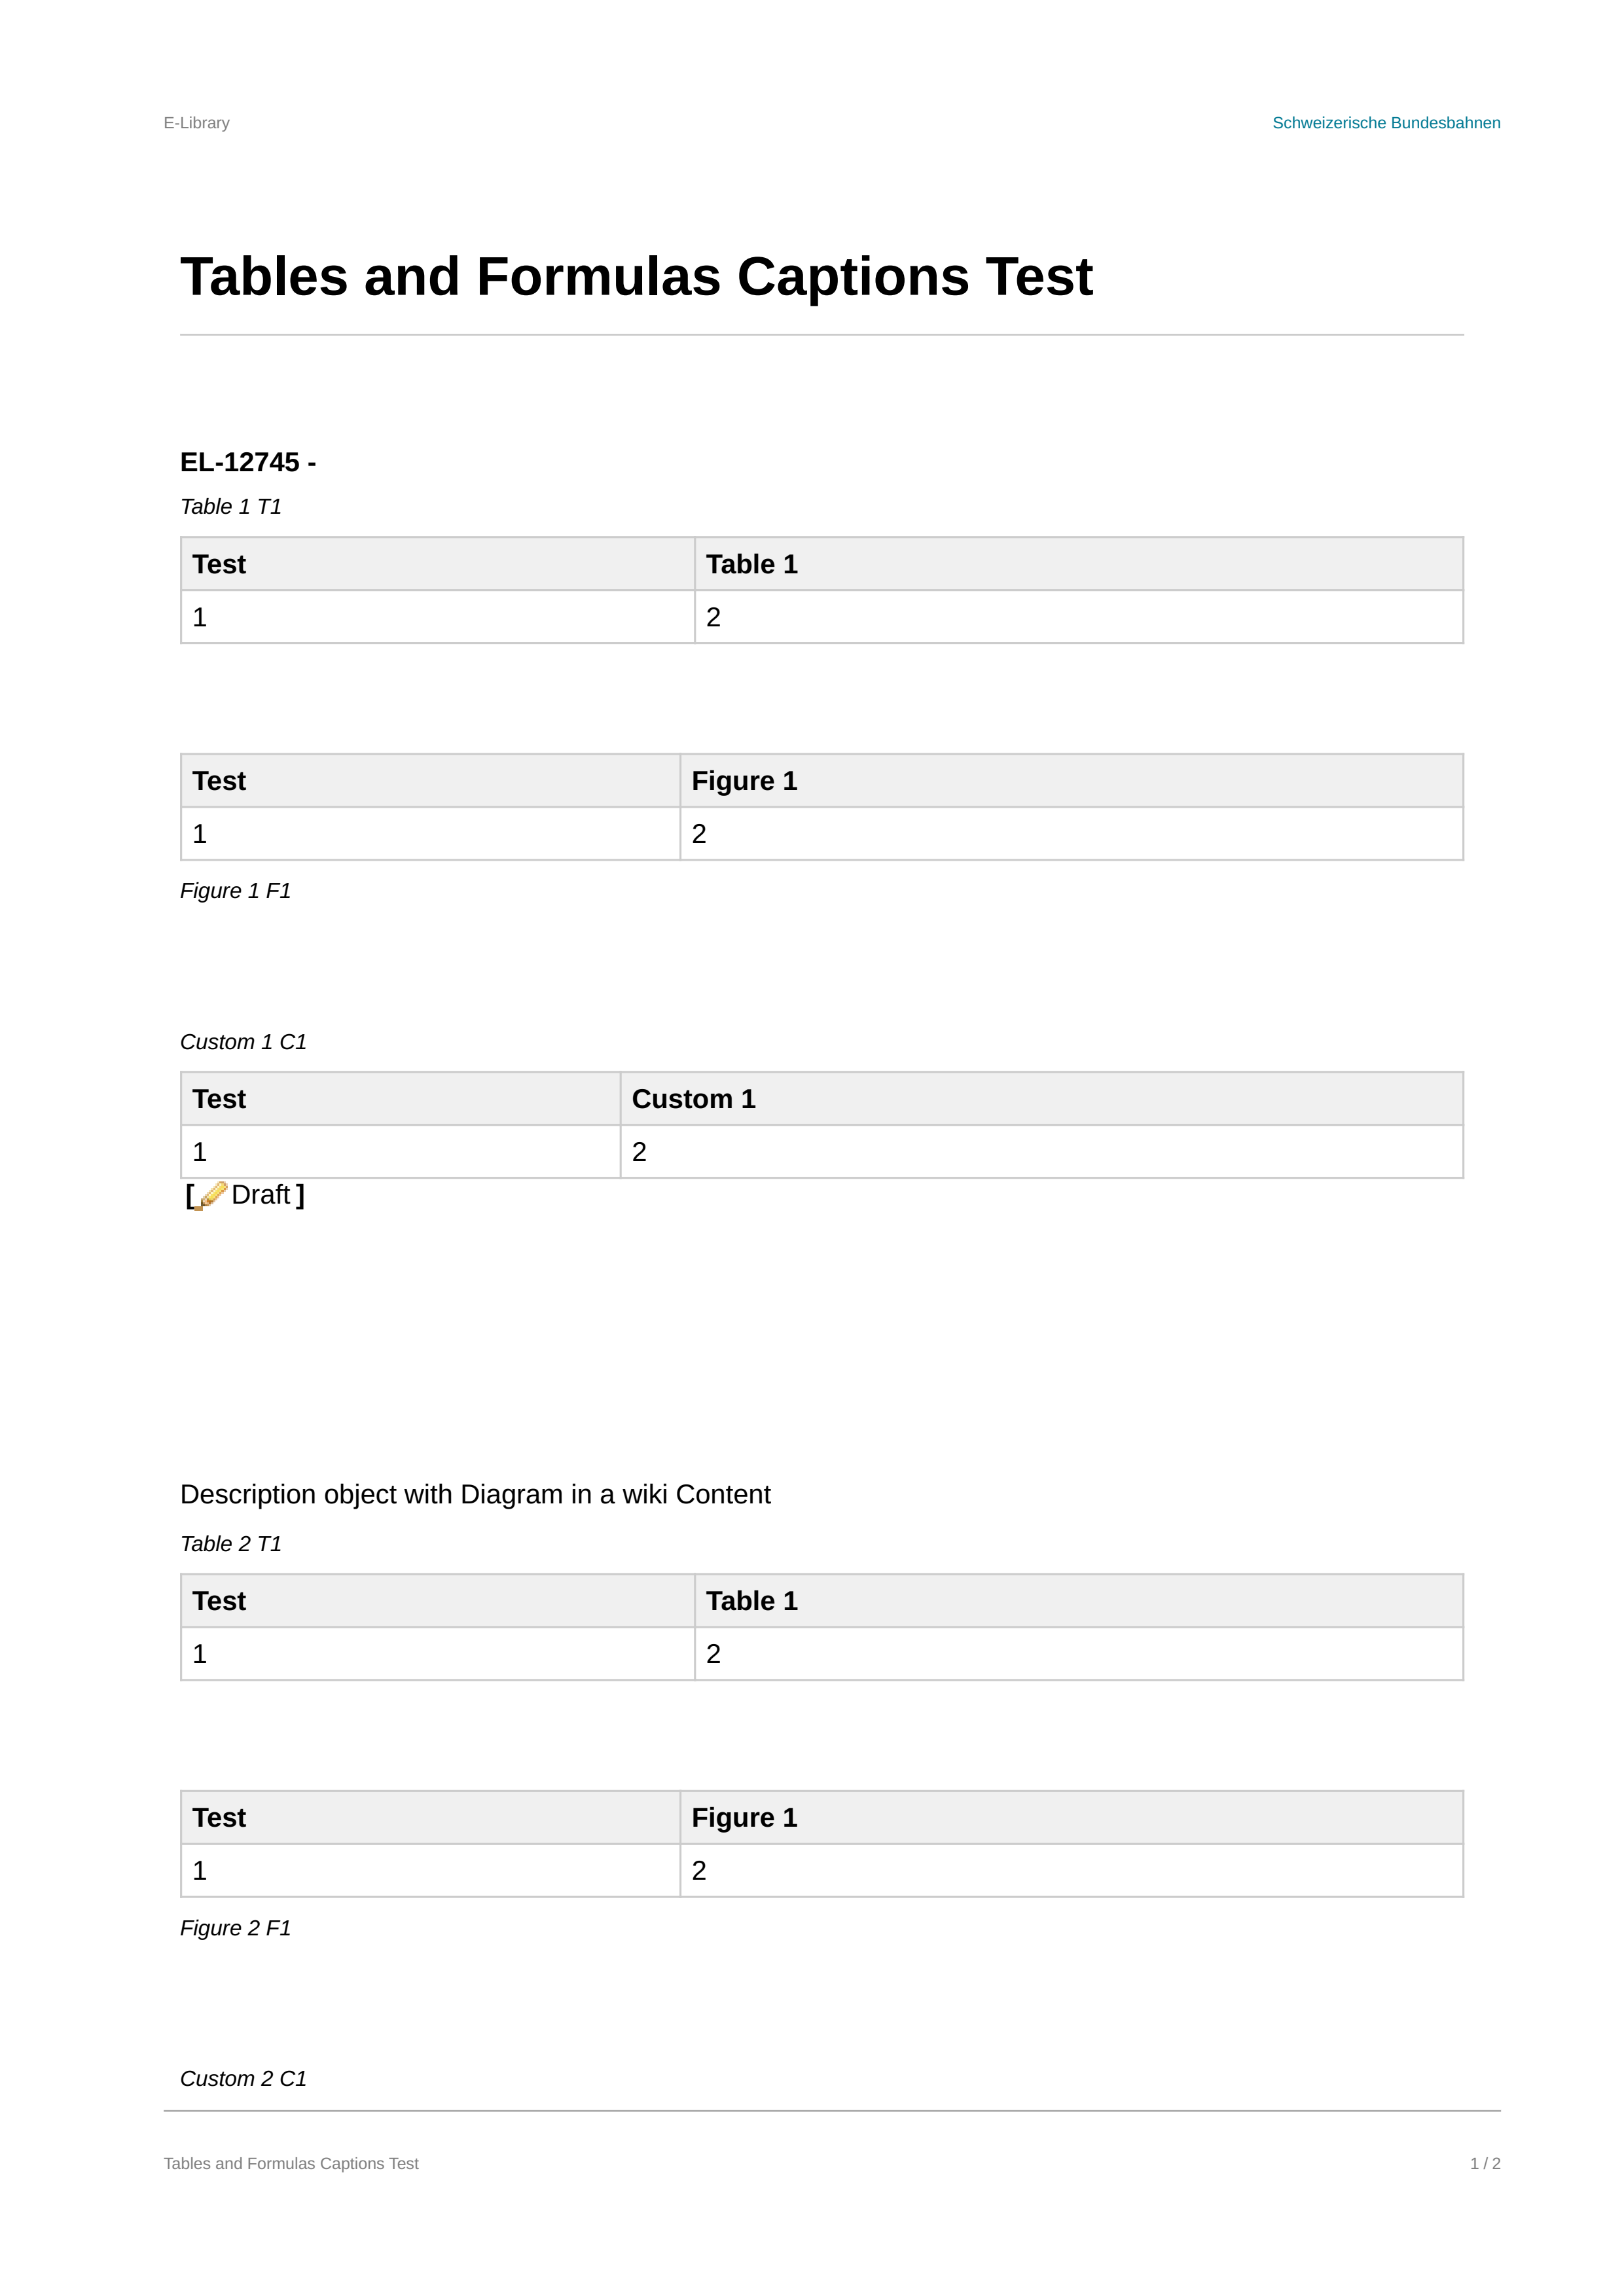 E-Library Schweizerische Bundesbahnen
Tables and Formulas Captions Test
EL-12745 -
Table 1 T1
Test Table 1
1 2
Test Figure 1
1 2
Figure 1 F1
Custom 1 C1
Test Custom 1
1 2
[ Draft ]
Description object with Diagram in a wiki Content
Table 2 T1
Test Table 1
1 2
Test Figure 1
1 2
Figure 2 F1
Custom 2 C1
Tables and Formulas Captions Test 1 / 2